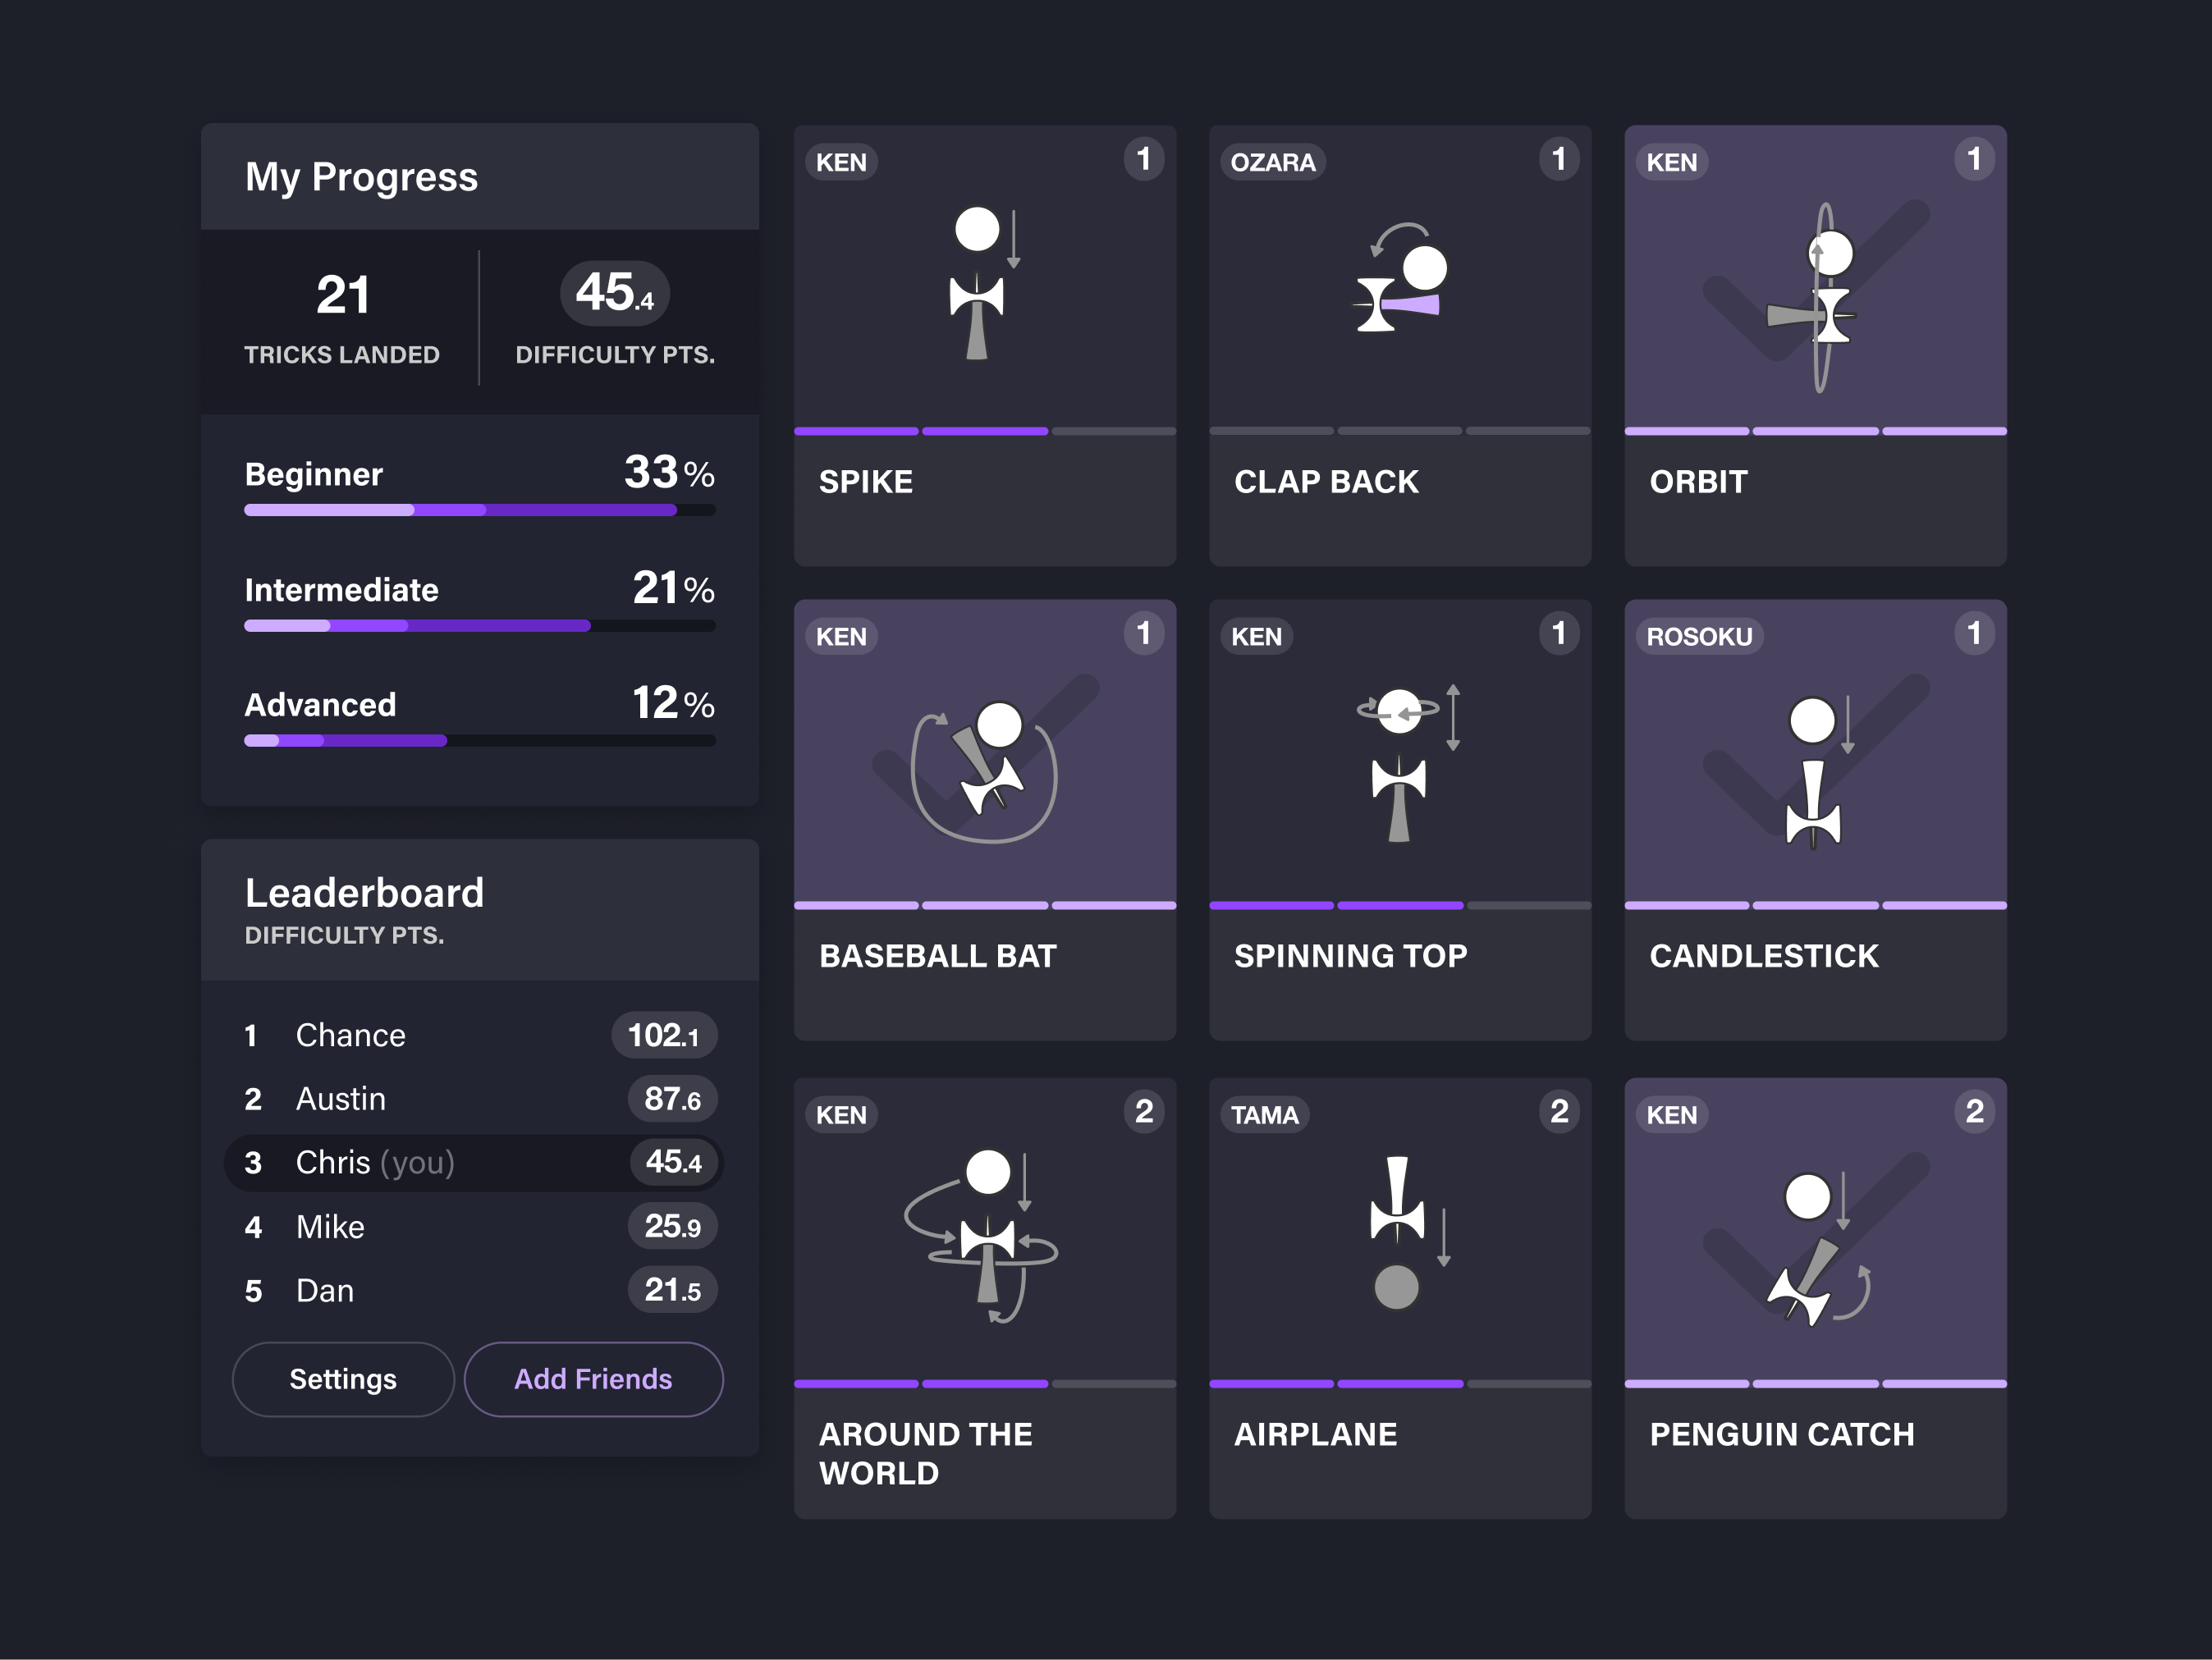 My Progress
21
TRICKS LANDED
45.4
DIFFICULTY PTS.
Beginner
33%
Intermediate
21%
Advanced
12%
Leaderboard
DIFFICULTY PTS.
1 Chance 102.1
2 Austin 87.6
3 Chris (you) 45.4
4 Mike 25.9
5 Dan 21.5
Settings
Add Friends
KEN
1
SPIKE
OZARA
1
CLAP BACK
KEN
1
ORBIT
KEN
1
BASEBALL BAT
KEN
1
SPINNING TOP
ROSOKU
1
CANDLESTICK
KEN
2
AROUND THE
WORLD
TAMA
2
AIRPLANE
KEN
2
PENGUIN CATCH